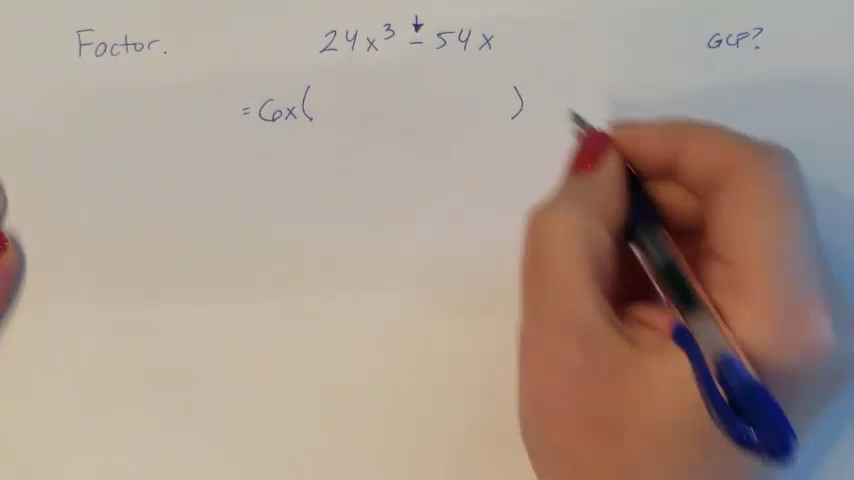 Factor. 24x³ - 54x GCF?
= 6x( )